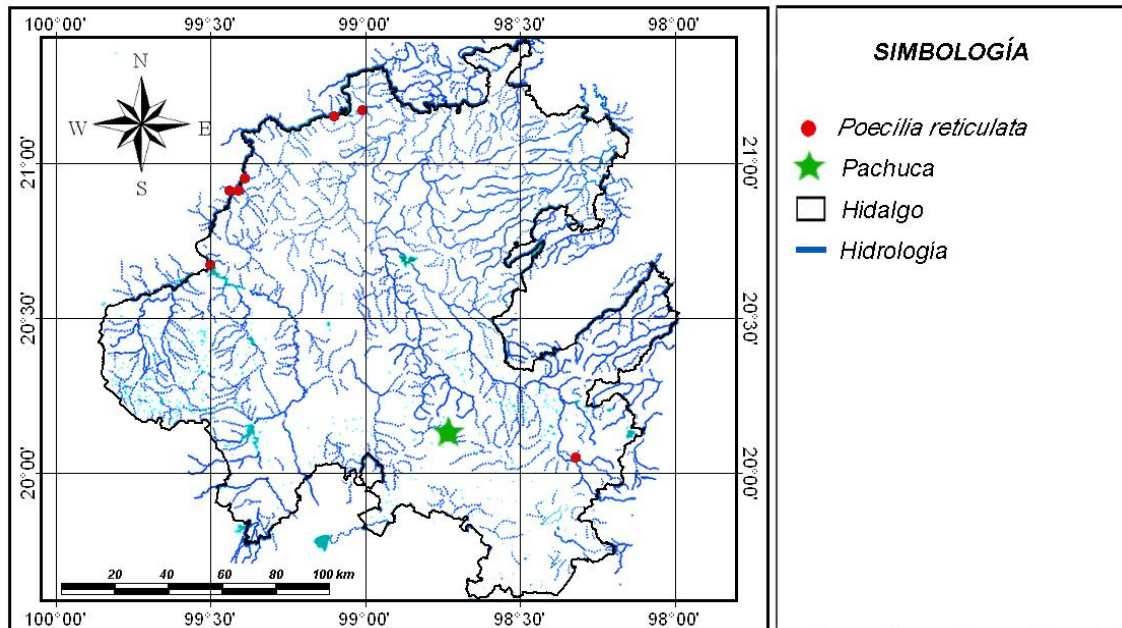 100°00'
99°30'
99°00'
98°30'
98°00'
N
W
E
S
21°00'
20°30'
20°00'
21°00'
20°30'
20°00'
20 40 60 80 100 km
100°00'
99°30'
99°00'
98°30'
98°00'
SIMBOLOGÍA
Poecilia reticulata
Pachuca
Hidalgo
Hidrología